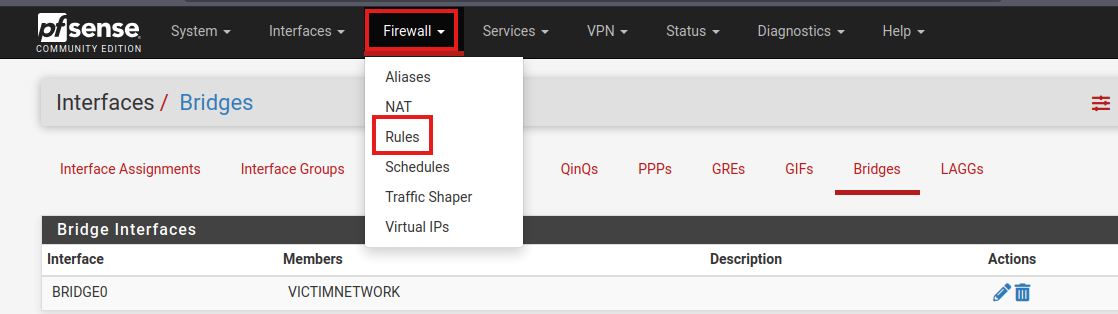 pfsense
COMMUNITY EDITION
System Interfaces Firewall Services VPN Status Diagnostics Help
Aliases
NAT
Rules
Schedules
Traffic Shaper
Virtual IPs
Interfaces / Bridges
Interface Assignments Interface Groups QinQs PPPs GREs GIFs Bridges LAGGs
Bridge Interfaces
Interface Members Description Actions
BRIDGE0 VICTIMNETWORK